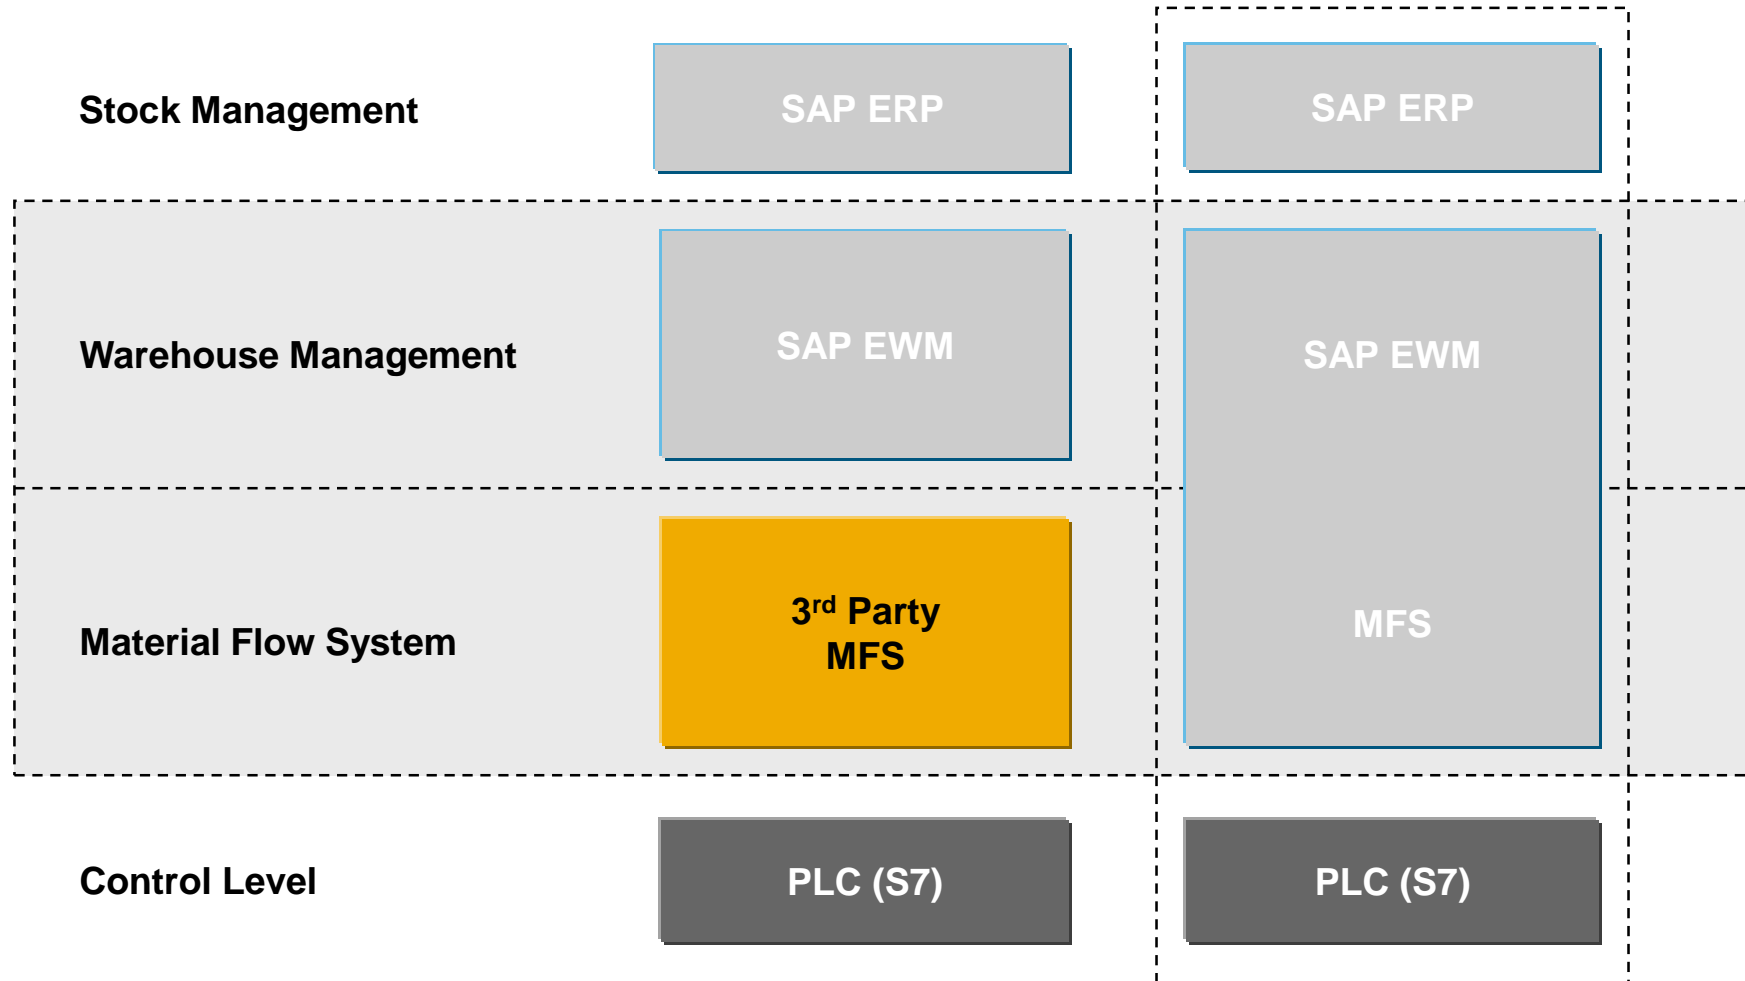 Stock Management
SAP ERP
SAP ERP
Warehouse Management
SAP EWM
SAP EWM
Material Flow System
3rd Party
MFS
MFS
Control Level
PLC (S7)
PLC (S7)